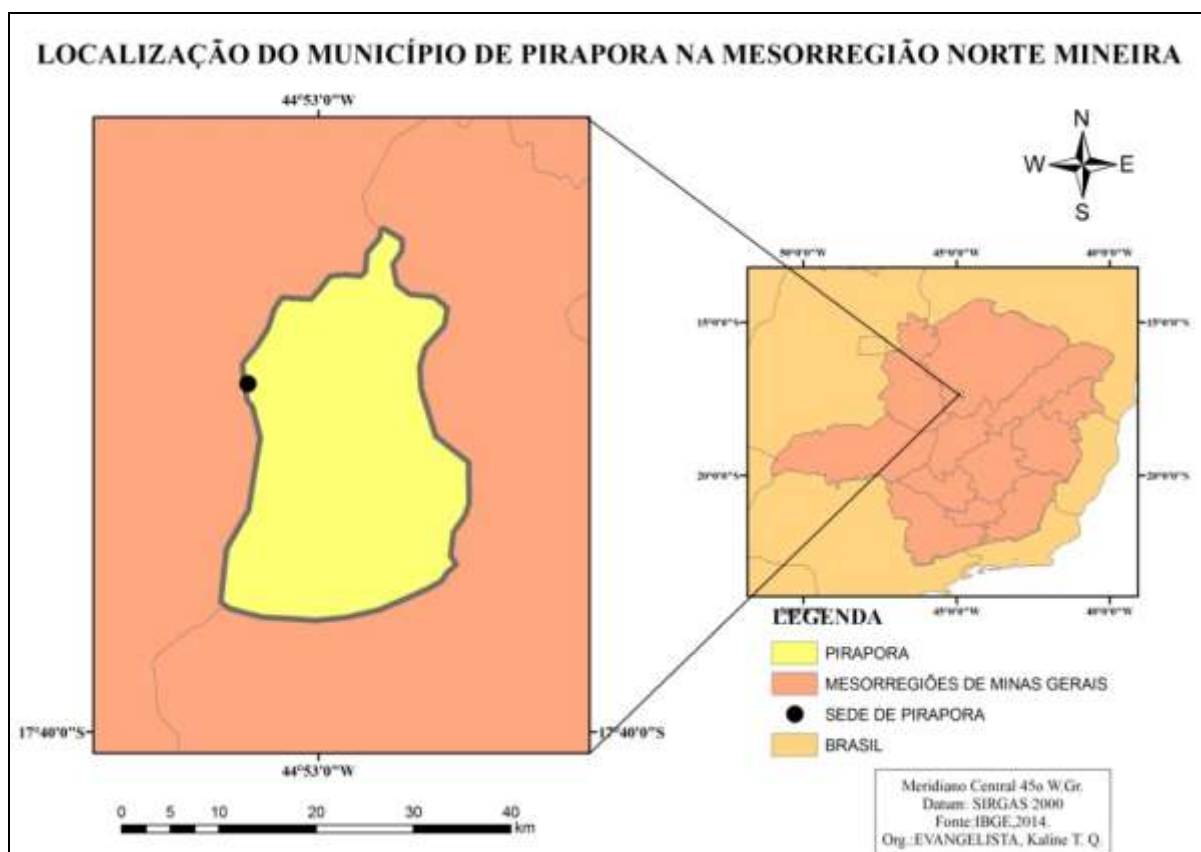 LOCALIZAÇÃO DO MUNICÍPIO DE PIRAPORA NA MESORREGIÃO NORTE MINEIRA
44°53'0"W
N
W E
S
50°0'0"W 45°0'0"W 40°0'0"W
15°0'0"S 15°0'0"S
20°0'0"S 20°0'0"S
45°0'0"W 40°0'0"W
LEGENDA
PIRAPORA
MESORREGIÕES DE MINAS GERAIS
SEDE DE PIRAPORA
BRASIL
17°40'0"S 17°40'0"S
44°53'0"W
0 5 10 20 30 40
km
Meridiano Central 45o W.Gr.
Datum: SIRGAS 2000
Fonte:IBGE,2014.
Org.:EVANGELISTA, Kaline T. Q.